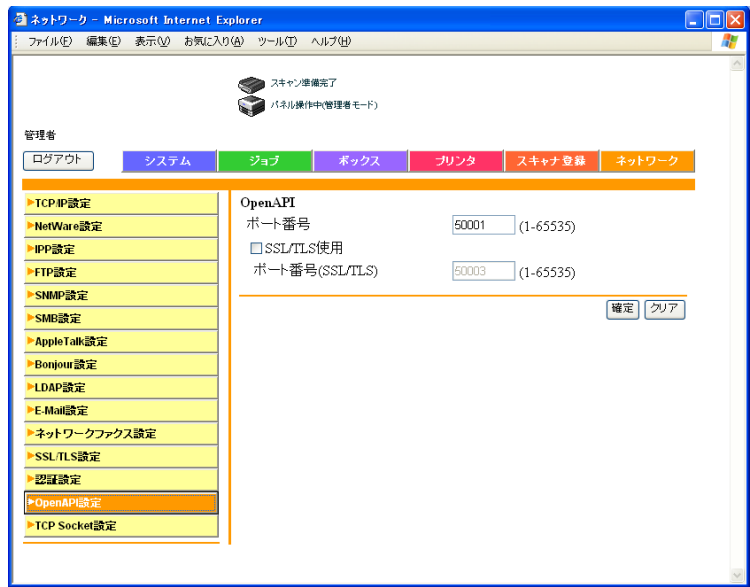 ネットワーク - Microsoft Internet Explorer
ファイル(F) 編集(E) 表示(V) お気に入り(A) ツール(T) ヘルプ(H)
スキャン準備完了
パネル操作中(管理者モード)
管理者
ログアウト システム ジョブ ボックス プリンタ スキャナ登録 ネットワーク
TCP/IP設定
NetWare設定
IPP設定
FTP設定
SNMP設定
SMB設定
AppleTalk設定
Bonjour設定
LDAP設定
E-Mail設定
ネットワークファクス設定
SSL/TLS設定
認証設定
OpenAPI設定
TCP Socket設定
OpenAPI
ポート番号 50001 (1-65535)
SSL/TLS使用
ポート番号(SSL/TLS) 50003 (1-65535)
確定 クリア